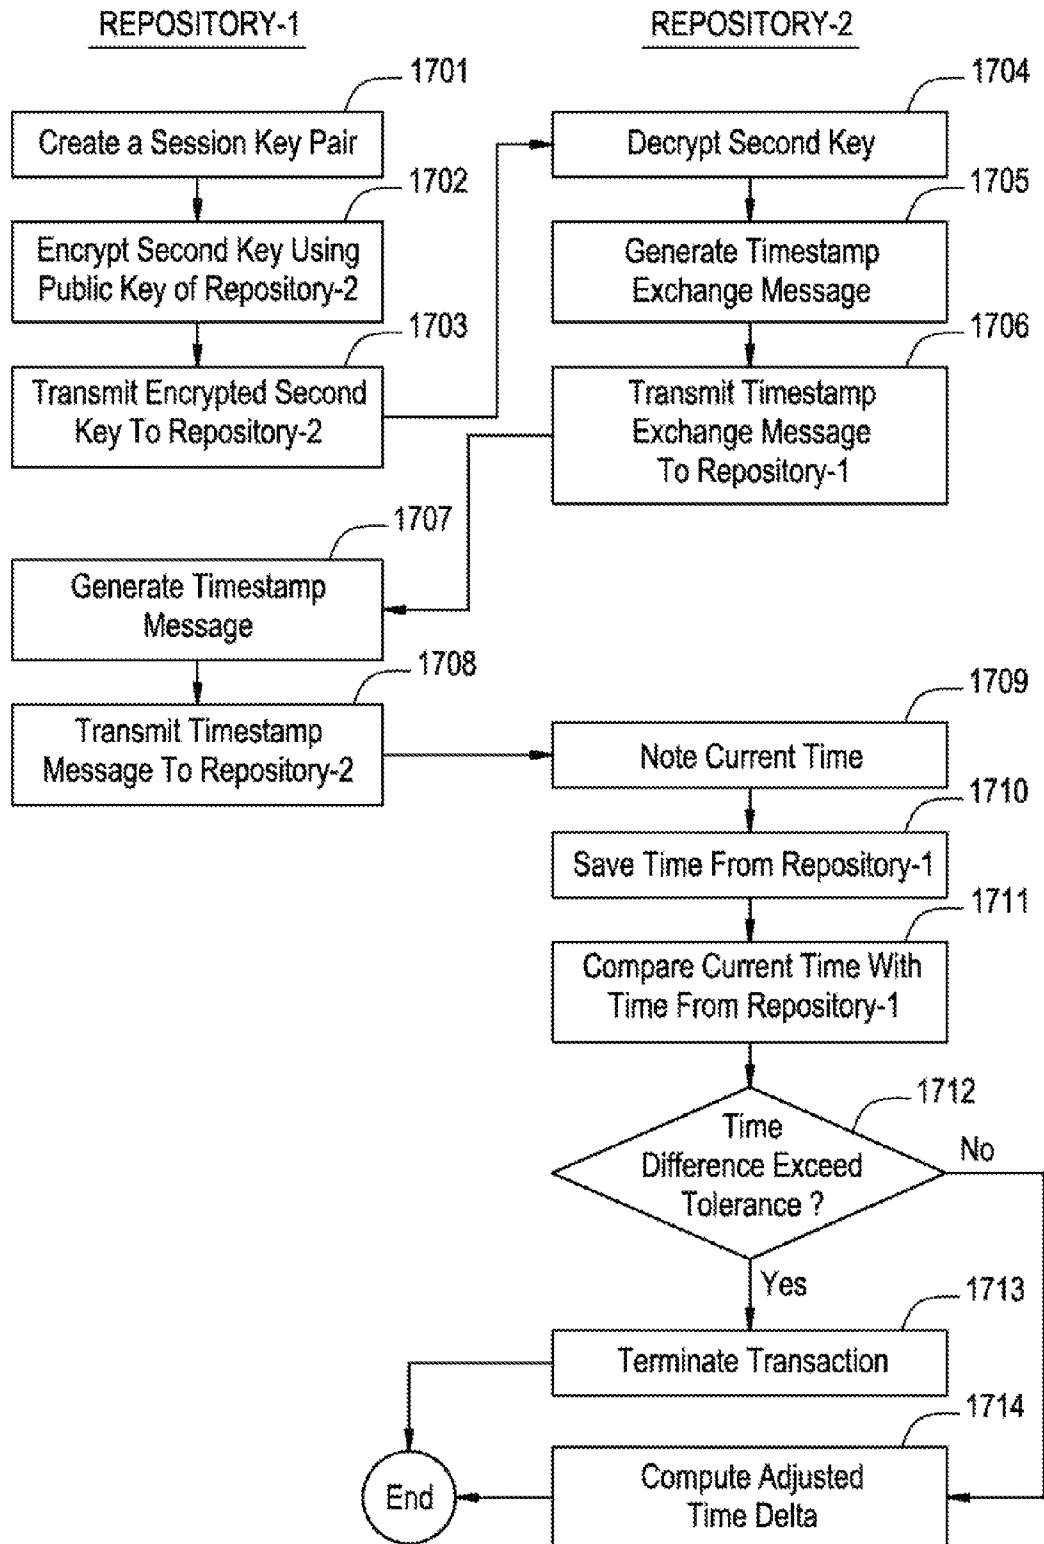 REPOSITORY-1
REPOSITORY-2
1701
Create a Session Key Pair
1702
Encrypt Second Key Using
Public Key of Repository-2
1703
Transmit Encrypted Second
Key To Repository-2
1704
Decrypt Second Key
1705
Generate Timestamp
Exchange Message
1706
Transmit Timestamp
Exchange Message
To Repository-1
1707
Generate Timestamp
Message
1708
Transmit Timestamp
Message To Repository-2
1709
Note Current Time
1710
Save Time From Repository-1
1711
Compare Current Time With
Time From Repository-1
1712
Time
Difference Exceed
Tolerance ?
No
Yes
1713
Terminate Transaction
1714
Compute Adjusted
Time Delta
End